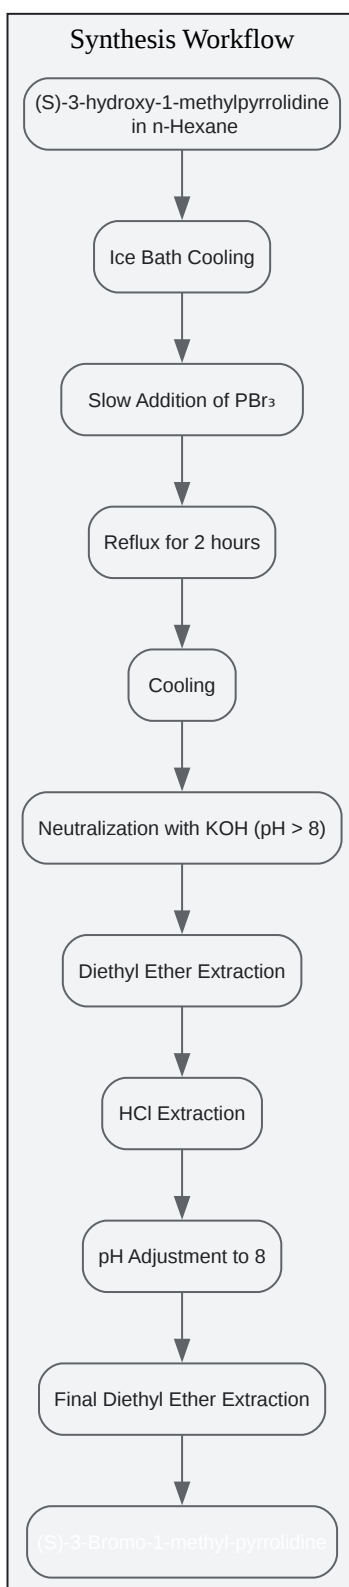 Synthesis Workflow
(S)-3-hydroxy-1-methylpyrrolidine
in n-Hexane
Ice Bath Cooling
Slow Addition of PBr₃
Reflux for 2 hours
Cooling
Neutralization with KOH (pH > 8)
Diethyl Ether Extraction
HCl Extraction
pH Adjustment to 8
Final Diethyl Ether Extraction
(S)-3-Bromo-1-methyl-pyrrolidine